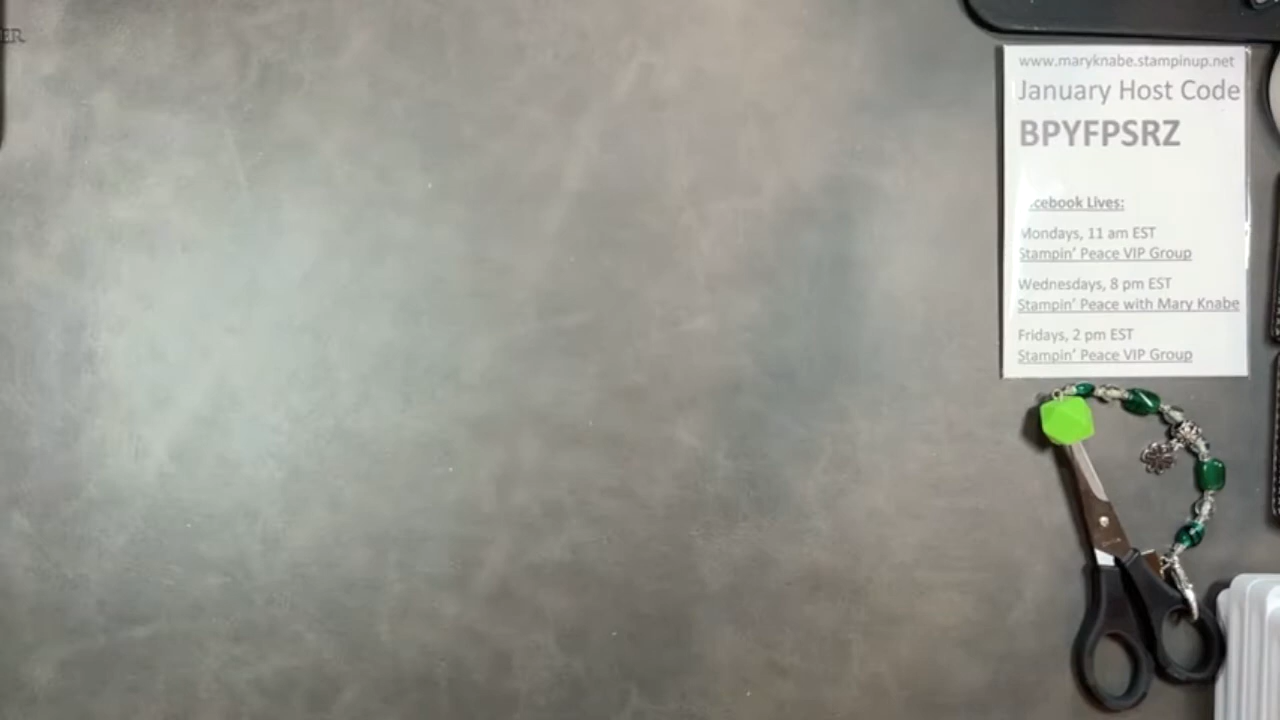 ER
www.maryknabe.stampinup.net
January Host Code
BPYFPSRZ
cebook Lives:
Mondays, 11 am EST
Stampin' Peace VIP Group
Wednesdays, 8 pm EST
Stampin' Peace with Mary Knabe
Fridays, 2 pm EST
Stampin' Peace VIP Group